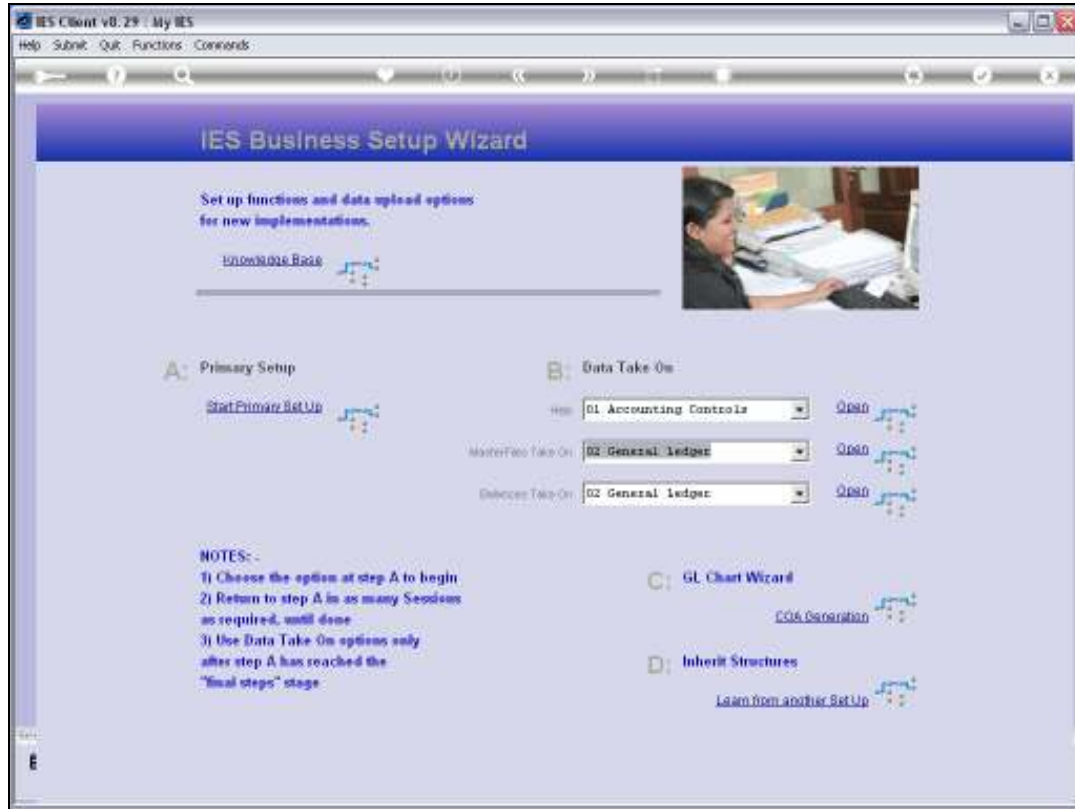 IES Client v8.29 : My IES
Help Submit Quit Functions Commands
IES Business Setup Wizard
Set up functions and data upload options
for new implementations.
Knowledge Base
A: Primary Setup
Start Primary Set Up
B: Data Take On
Help 01 Accounting Controls Open
MasterFiles Take On 02 General ledger Open
Balances Take On 02 General ledger Open
NOTES: -
1) Choose the option at step A to begin
2) Return to step A in as many Sessions
as required, until done
3) Use Data Take On options only
after step A has reached the
"final steps" stage
C: GL Chart Wizard
COA Generation
D: Inherit Structures
Learn from another Set Up